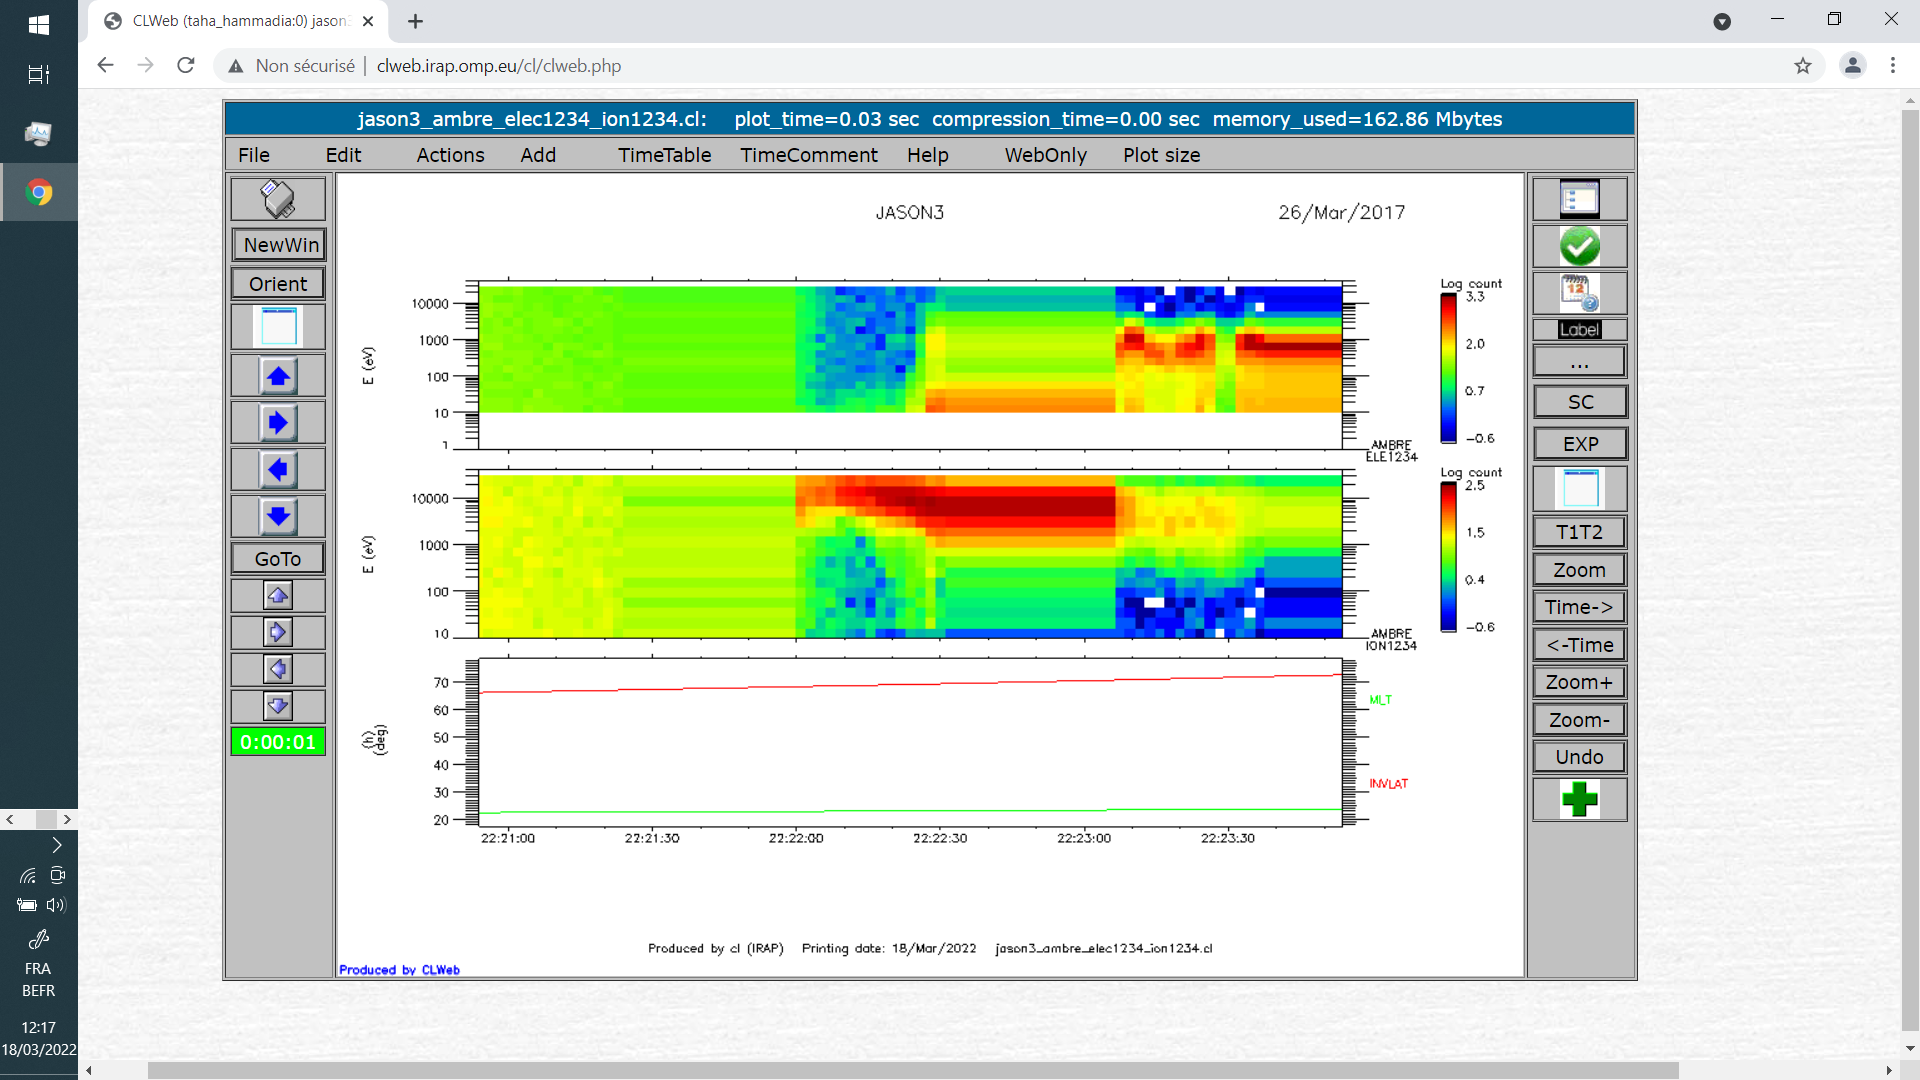 CLWeb (taha_hammadia:0) jason3
Non sécurisé | clweb.irap.omp.eu/cl/clweb.php
jason3_ambre_elec1234_ion1234.cl: plot_time=0.03 sec compression_time=0.00 sec memory_used=162.86 Mbytes
File Edit Actions Add TimeTable TimeComment Help WebOnly Plot size
NewWin
Orient
GoTo
0:00:01
JASON3
26/Mar/2017
E (eV)
10000
1000
100
10
1
Log count
3.3
2.0
0.7
-0.6
AMBRE
ELE1234
E (eV)
10000
1000
100
10
Log count
2.5
1.5
0.4
-0.6
AMBRE
ION1234
(h)
(deg)
70
60
50
40
30
20
MLT
INVLAT
22:21:00 22:21:30 22:22:00 22:22:30 22:23:00 22:23:30
Produced by cl (IRAP) Printing date: 18/Mar/2022 jason3_ambre_elec1234_ion1234.cl
Produced by CLWeb
12
Label
...
SC
EXP
T1T2
Zoom
Time->
<-Time
Zoom+
Zoom-
Undo
FRA
BEFR
12:17
18/03/2022